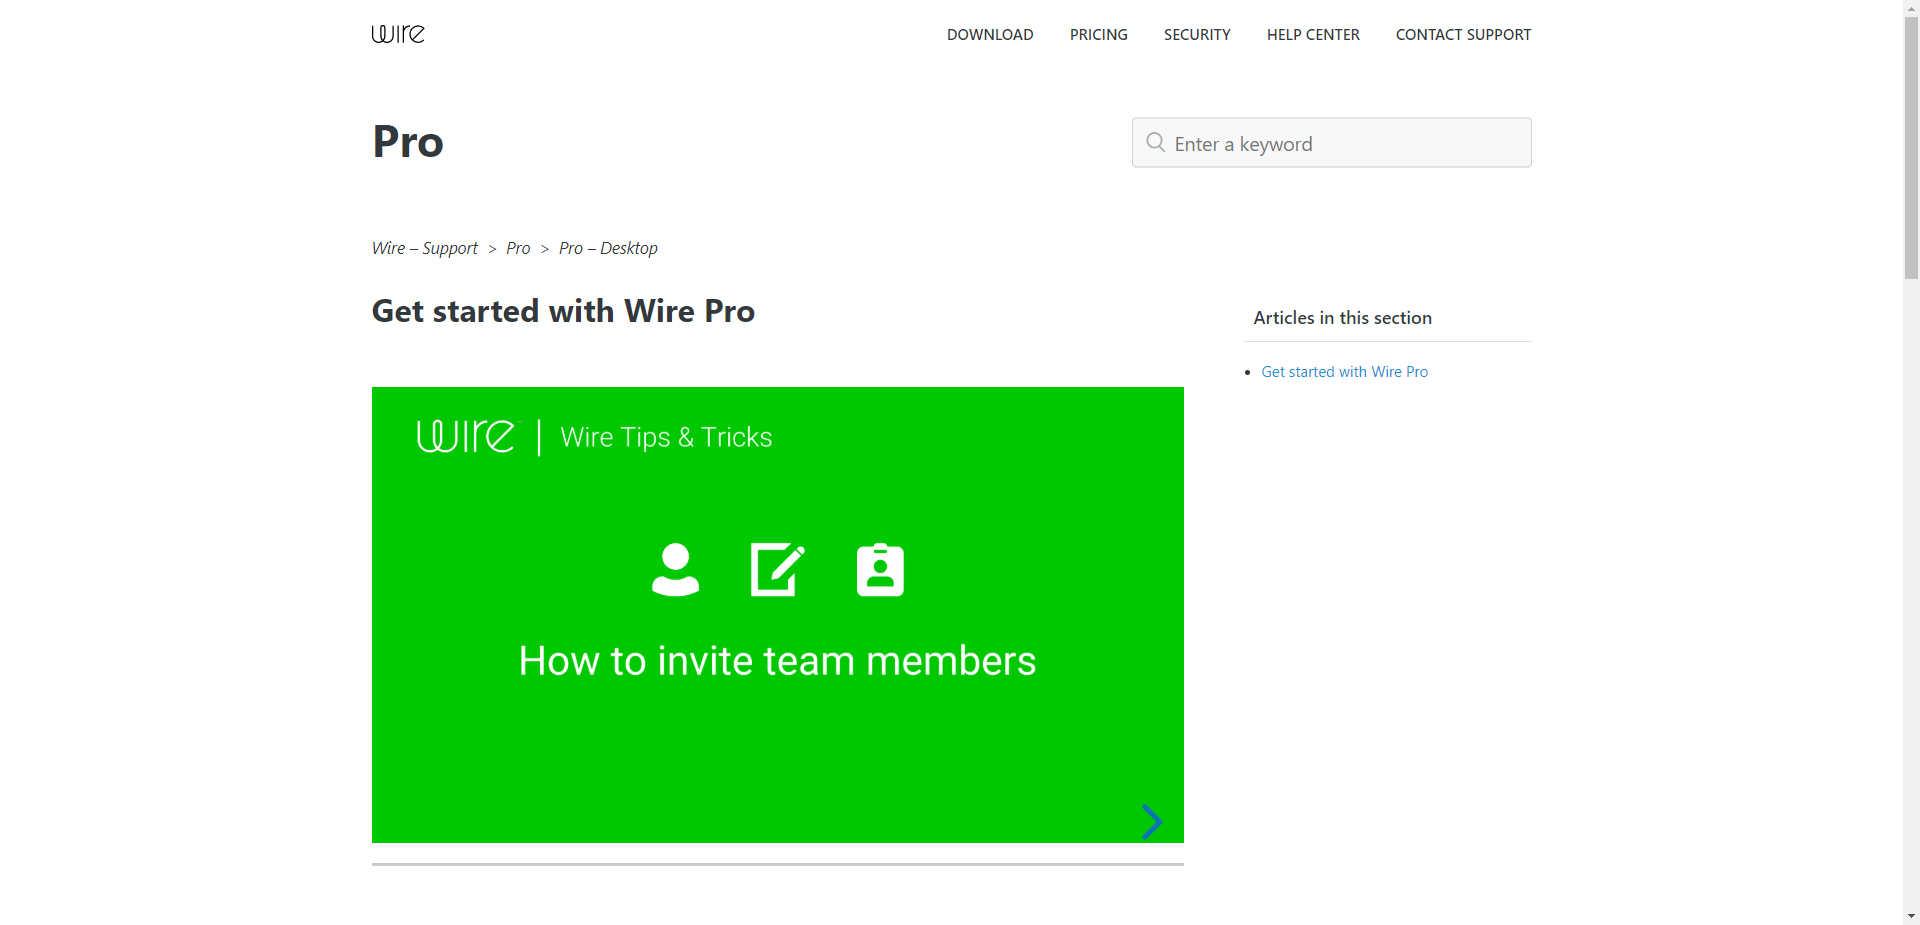 wire
DOWNLOAD PRICING SECURITY HELP CENTER CONTACT SUPPORT
Pro
Enter a keyword
Wire – Support > Pro > Pro – Desktop
Get started with Wire Pro
Articles in this section
Get started with Wire Pro
wire | Wire Tips & Tricks
How to invite team members